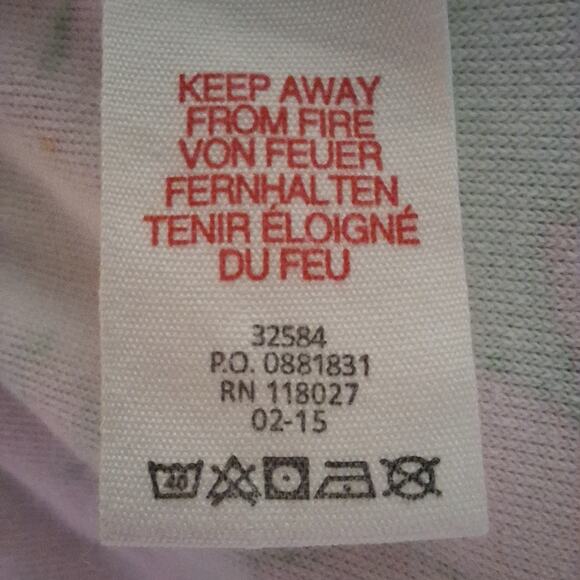 KEEP AWAY
FROM FIRE
VON FEUER
FERNHALTEN
TENIR ÉLOIGNÉ
DU FEU
32584
P.O. 0881831
RN 118027
02-15
40